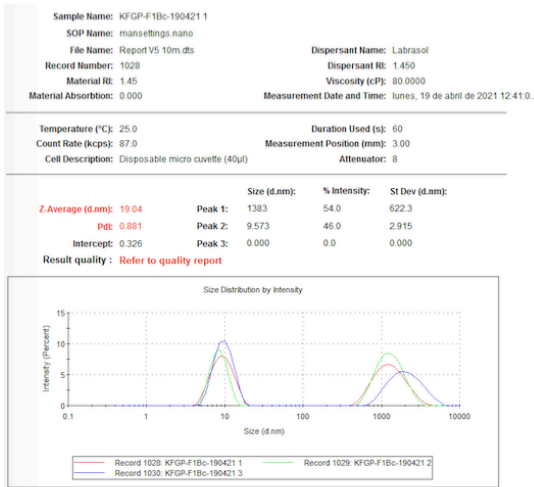 Sample Name: KFGP-F1Bc-190421 1
SOP Name: mansettings.nano
File Name: Report V5 10m.dts Dispersant Name: Labrasol
Record Number: 1028 Dispersant RI: 1.450
Material RI: 1.45 Viscosity (cP): 80.0000
Material Absorbtion: 0.000 Measurement Date and Time: lunes, 19 de abril de 2021 12:41:0...
Temperature (°C): 25.0 Duration Used (s): 60
Count Rate (kcps): 87.0 Measurement Position (mm): 3.00
Cell Description: Disposable micro cuvette (40µl) Attenuator: 8
Size (d.nm): % Intensity: St Dev (d.nm):
Z-Average (d.nm): 19.04 Peak 1: 1383 54.0 622.3
PdI: 0.881 Peak 2: 9.573 46.0 2.915
Intercept: 0.326 Peak 3: 0.000 0.0 0.000
Result quality : Refer to quality report
Size Distribution by Intensity
Intensity (Percent)
15
10
5
0
0.1 1 10 100 1000 10000
Size (d.nm)
Record 1028: KFGP-F1Bc-190421 1 Record 1029: KFGP-F1Bc-190421 2
Record 1030: KFGP-F1Bc-190421 3